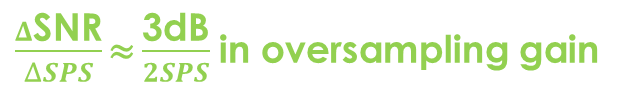 ΔSNR/ΔSPS ≈ 3dB/2SPS in oversampling gain